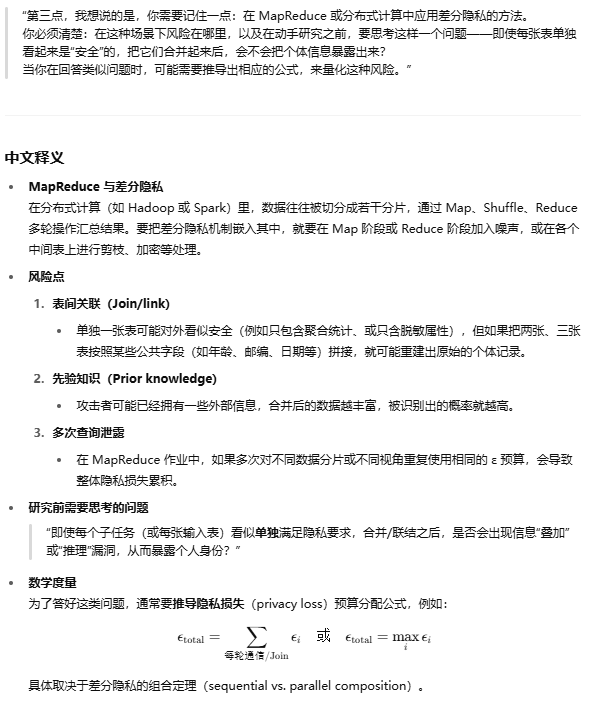 “第三点，我想说的是，你需要记住一点：在 MapReduce 或分布式计算中应用差分隐私的方法。
你必须清楚：在这种场景下风险在哪里，以及在动手研究之前，要思考这样一个问题——即使每张表单独
看起来是“安全”的，把它们合并起来后，会不会把个体信息暴露出来？
当你在回答类似问题时，可能需要推导出相应的公式，来量化这种风险。”
中文释义
• MapReduce 与差分隐私
在分布式计算（如 Hadoop 或 Spark）里，数据往往被切分成若干分片，通过 Map、Shuffle、Reduce
多轮操作汇总结果。要把差分隐私机制嵌入其中，就要在 Map 阶段或 Reduce 阶段加入噪声，或在各个
中间表上进行剪枝、加密等处理。
• 风险点
1. 表间关联（Join/link）
• 单独一张表可能对外看似安全（例如只包含聚合统计、或只含脱敏属性），但如果把两张、三张
表按照某些公共字段（如年龄、邮编、日期等）拼接，就可能重建出原始的个体记录。
2. 先验知识（Prior knowledge)
• 攻击者可能已经拥有一些外部信息，合并后的数据越丰富，被识别出的概率就越高。
3. 多次查询泄露
• 在 MapReduce 作业中，如果多次对不同数据分片或不同视角重复使用相同的 ε 预算，会导致
整体隐私损失累积。
• 研究前需要思考的问题
“即使每个子任务（或每张输入表）看似单独满足隐私要求，合并/联结之后，是否会出现信息“叠加”
或“推理”漏洞，从而暴露个人身份？”
• 数学度量
为了答好这类问题，通常要推导隐私损失（privacy loss）预算分配公式，例如：
ϵtotal = ∑每轮通信/Join ϵi 或 ϵtotal = maxi ϵi
具体取决于差分隐私的组合定理（sequential vs. parallel composition）。